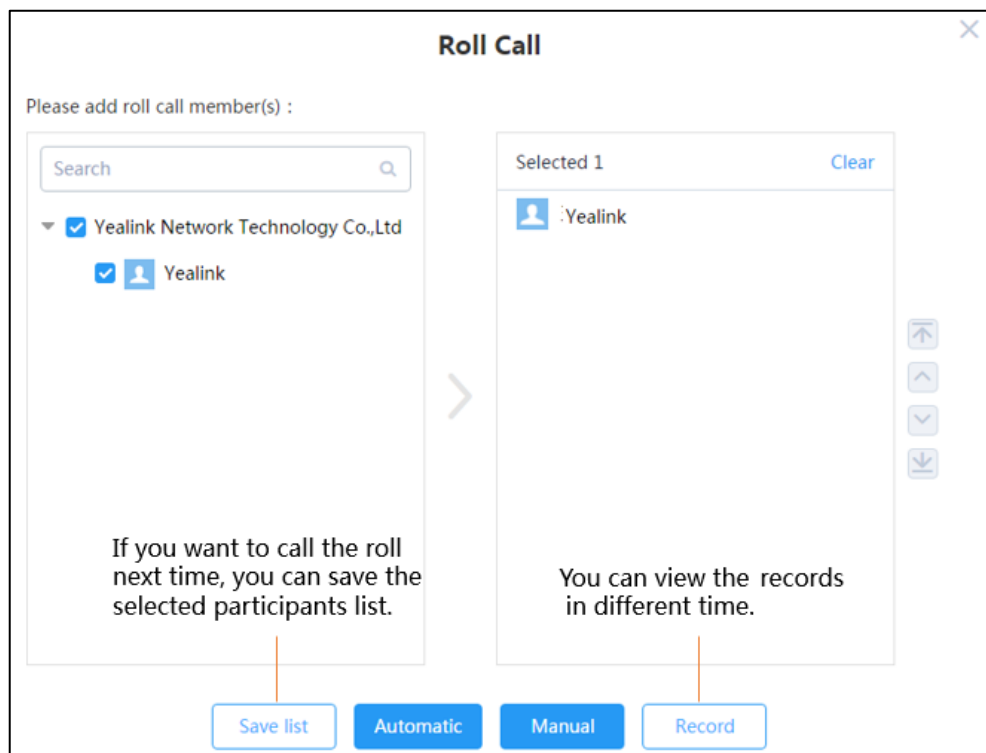 Roll Call
Please add roll call member(s) :
Search
Yealink Network Technology Co.,Ltd
Yealink
If you want to call the roll
next time, you can save the
selected participants list.
Selected 1 Clear
Yealink
You can view the records
in different time.
Save list Automatic Manual Record